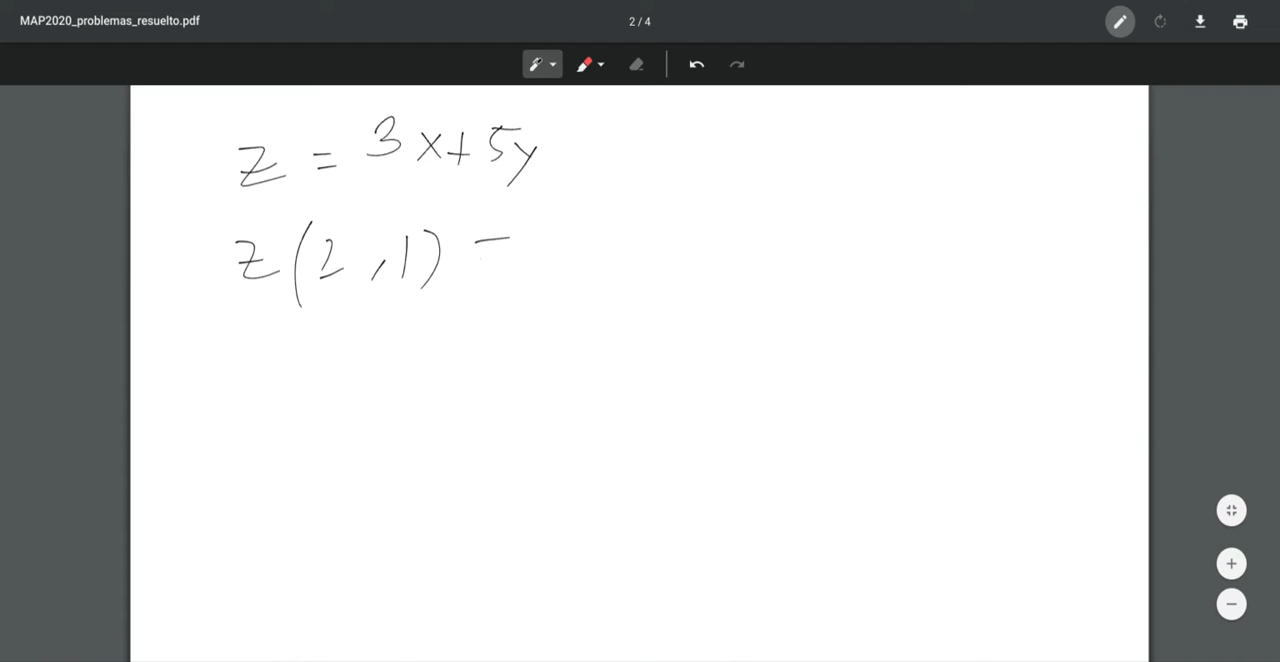 MAP2020_problemas_resuelto.pdf
2 / 4
z = 3x+5y
z(2,1) =